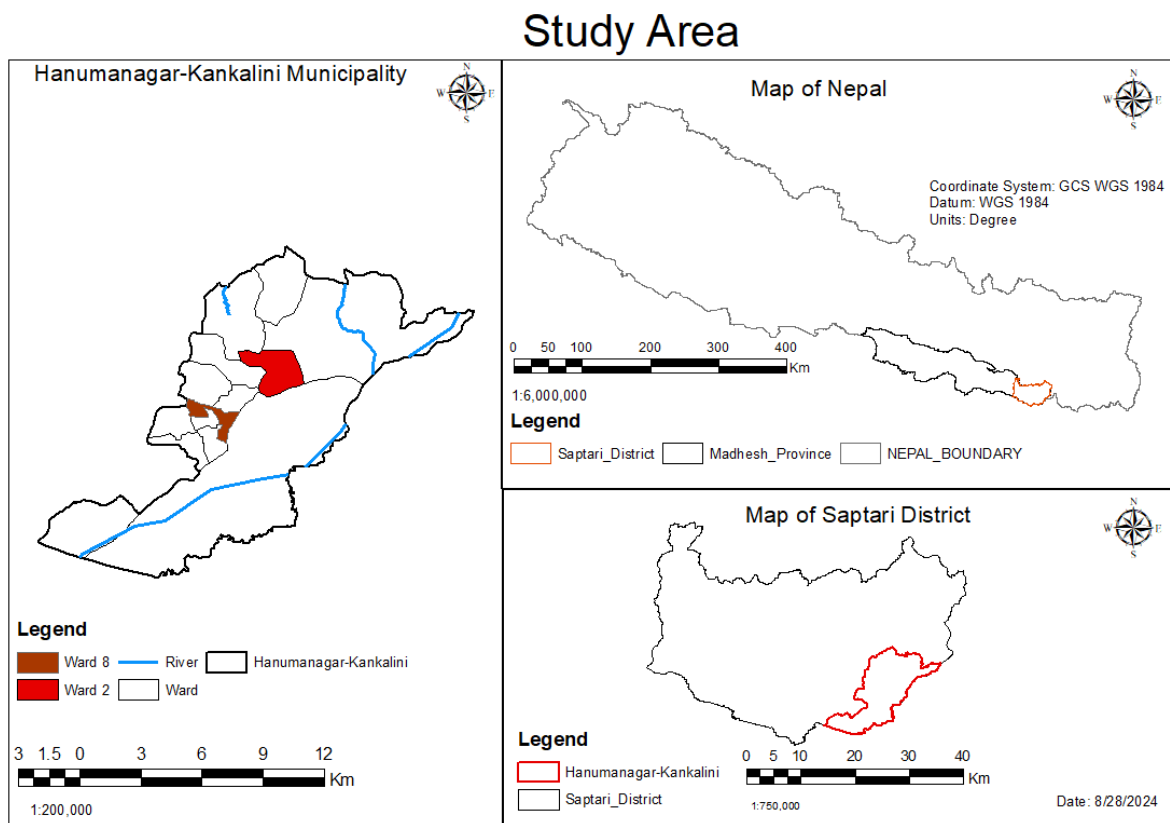 Study Area
Hanumanagar-Kankalini Municipality
N
W E
S
Legend
Ward 8 River Hanumanagar-Kankalini
Ward 2 Ward
3 1.5 0 3 6 9 12
Km
1:200,000
Map of Nepal
N
W E
S
Coordinate System: GCS WGS 1984
Datum: WGS 1984
Units: Degree
0 50 100 200 300 400
Km
1:6,000,000
Legend
Saptari_District Madhesh_Province NEPAL_BOUNDARY
Map of Saptari District
N
W E
S
Legend
Hanumanagar-Kankalini
Saptari_District
0 5 10 20 30 40
Km
1:750,000
Date: 8/28/2024